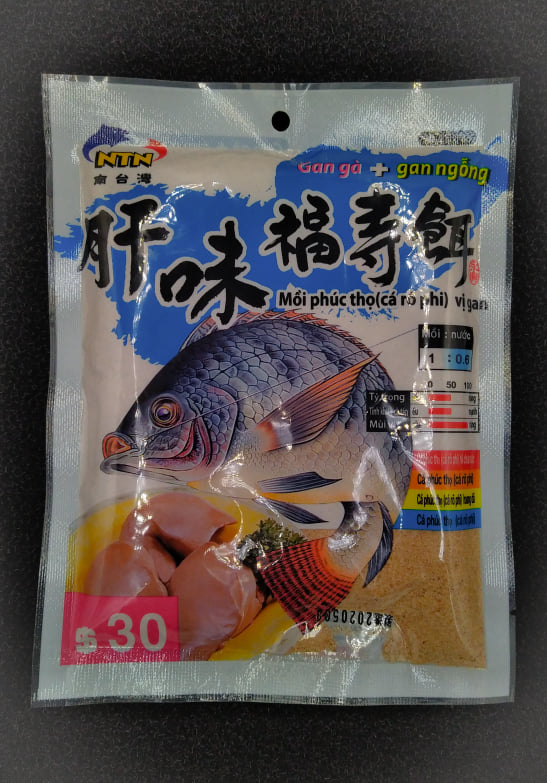 NTN
南台灣
Gan gà + gan ngỗng
肝味
福壽餌
Mồi phúc thọ(cá rô phi) vị gan
Mồi : nước
1 : 0.6
0 50 100
Tỷ trọng
Mùi
Cá phúc thọ (cá rô phi)
Cá phúc thọ (cá rô phi)
Cá phúc thọ (cá rô phi)
$ 30